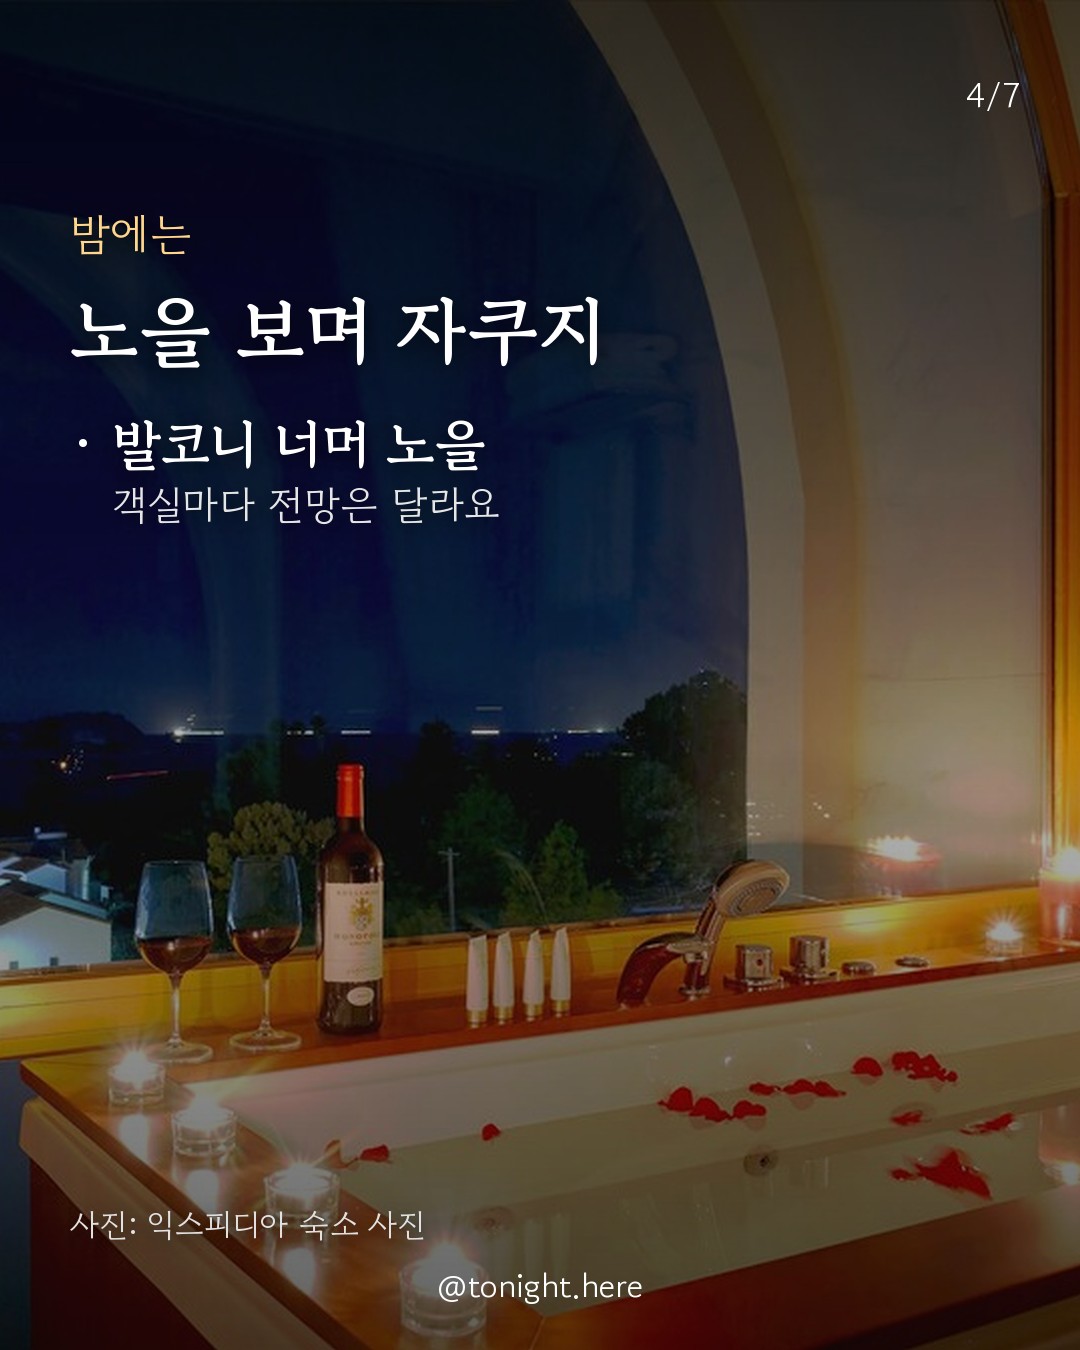 4/7
밤에는
노을 보며 자쿠지
· 발코니 너머 노을
객실마다 전망은 달라요
사진: 익스피디아 숙소 사진
@tonight.here